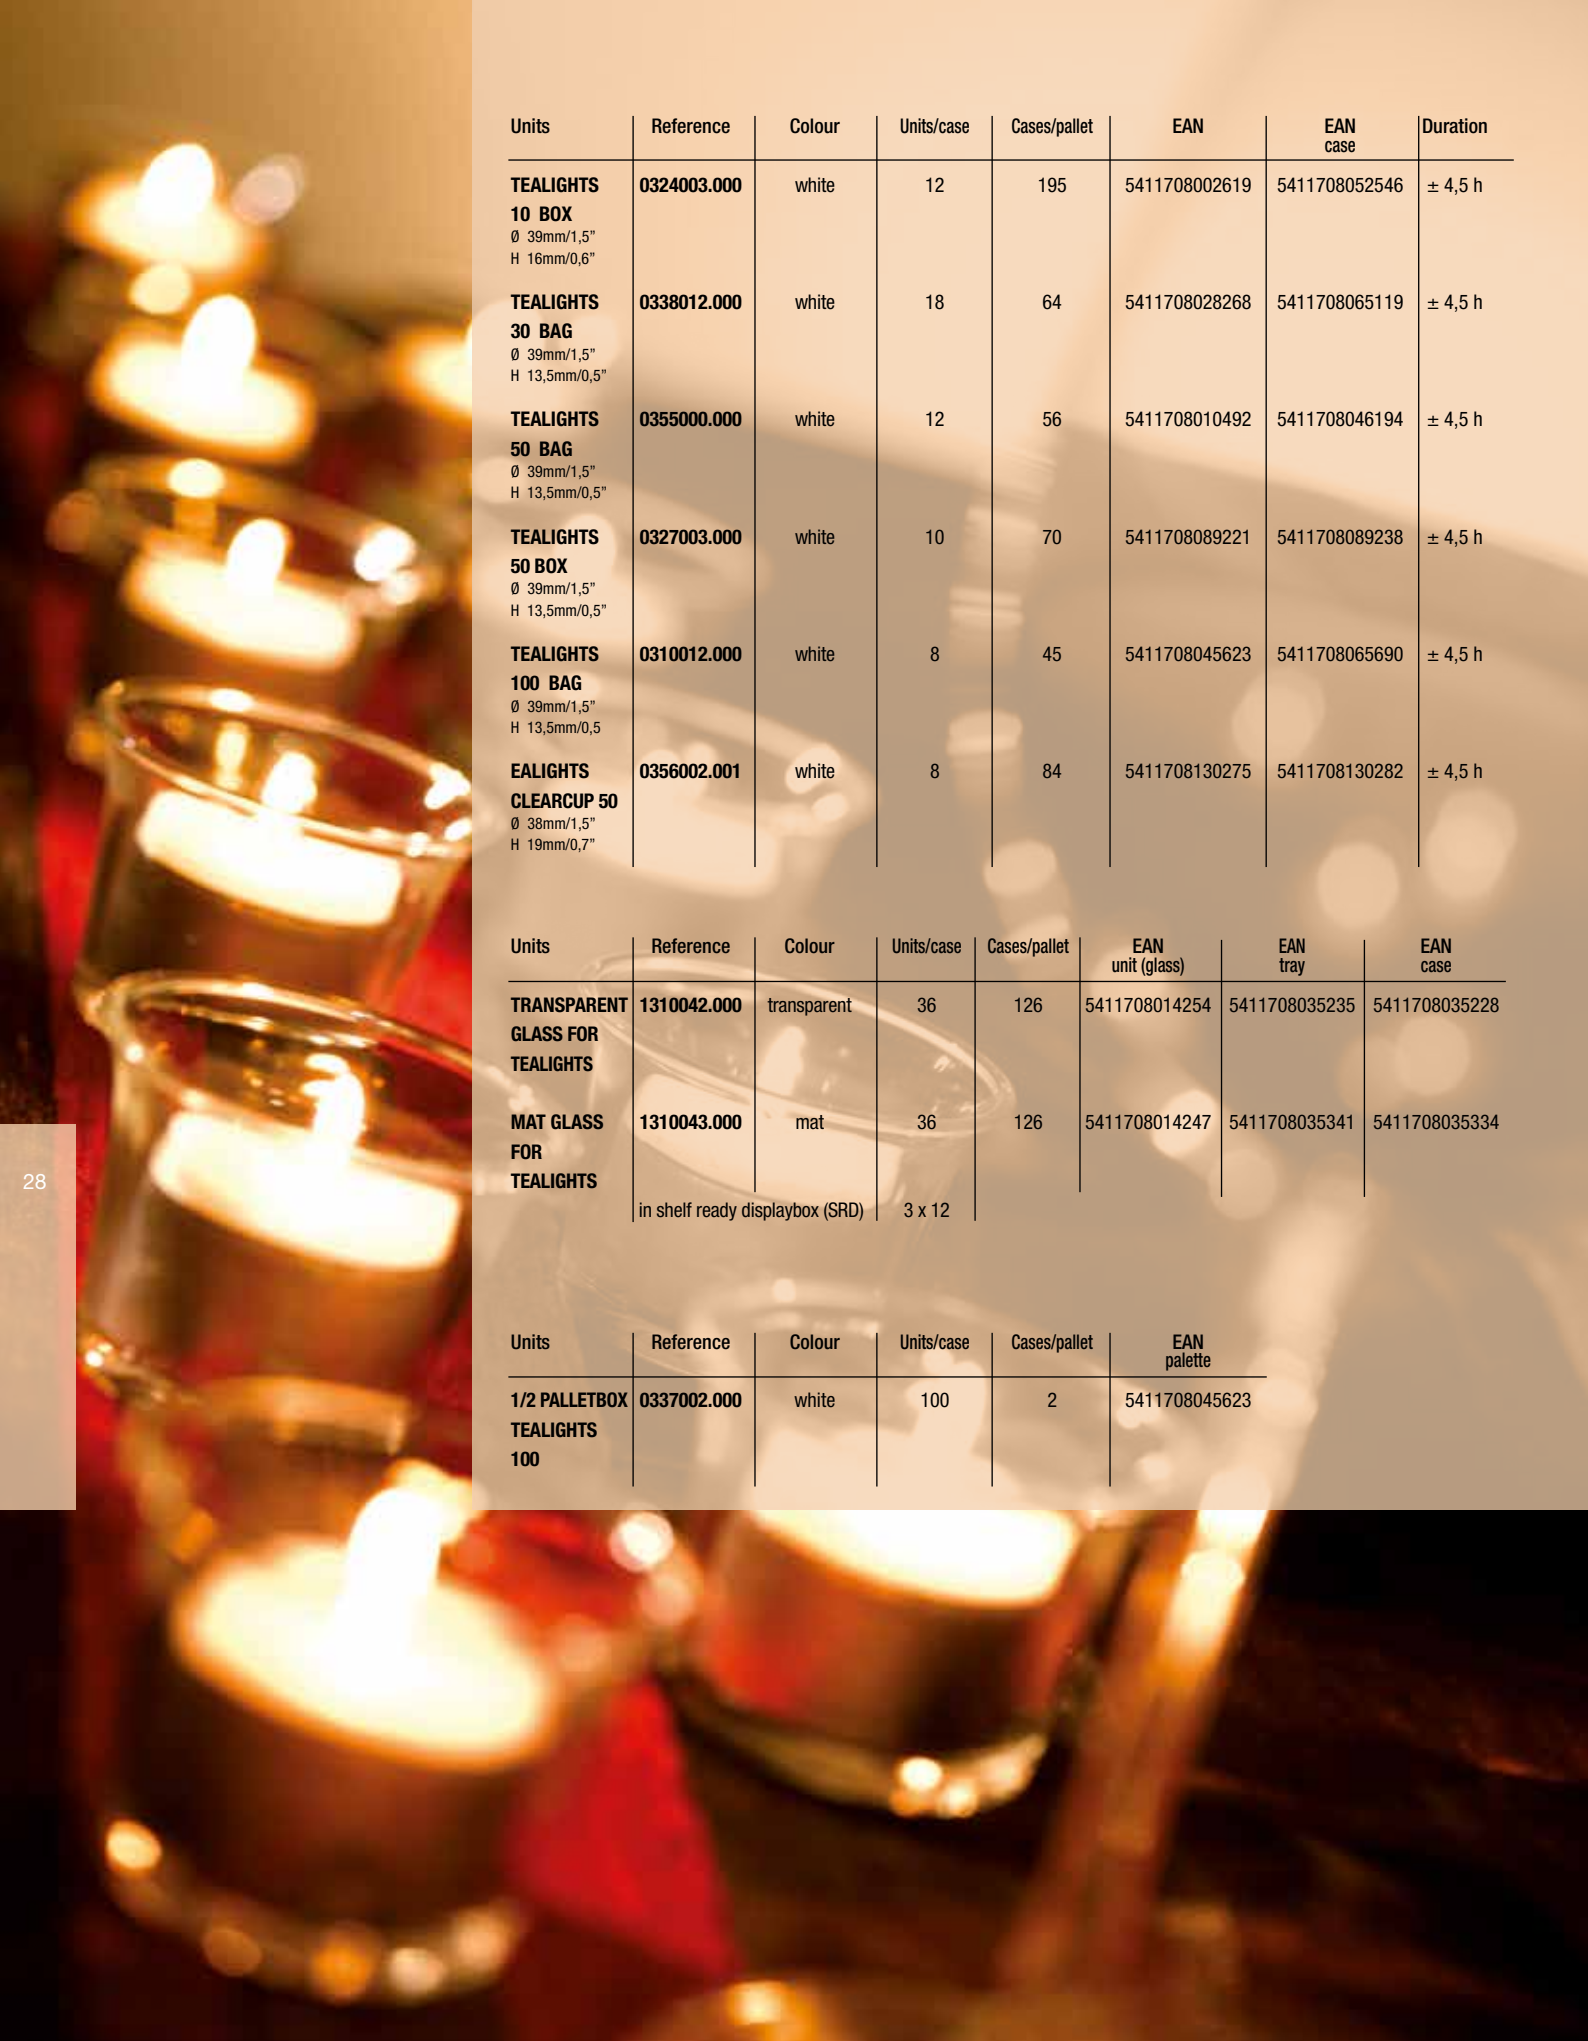 Units Reference Colour Units/case Cases/pallet EAN EAN Duration
case
TEALIGHTS 0324003.000 white 12 195 5411708002619 5411708052546 ± 4,5 h
10 BOX
Ø 39mm/1,5”
H 16mm/0,6”
TEALIGHTS 0338012.000 white 18 64 5411708028268 5411708065119 ± 4,5 h
30 BAG
Ø 39mm/1,5”
H 13,5mm/0,5”
TEALIGHTS 0355000.000 white 12 56 5411708010492 5411708046194 ± 4,5 h
50 BAG
Ø 39mm/1,5”
H 13,5mm/0,5”
TEALIGHTS 0327003.000 white 10 70 5411708089221 5411708089238 ± 4,5 h
50 BOX
Ø 39mm/1,5”
H 13,5mm/0,5”
TEALIGHTS 0310012.000 white 8 45 5411708045623 5411708065690 ± 4,5 h
100 BAG
Ø 39mm/1,5”
H 13,5mm/0,5
EALIGHTS 0356002.001 white 8 84 5411708130275 5411708130282 ± 4,5 h
CLEARCUP 50
Ø 38mm/1,5”
H 19mm/0,7”
Units Reference Colour Units/case Cases/pallet EAN EAN EAN
unit (glass) tray case
TRANSPARENT 1310042.000 transparent 36 126 5411708014254 5411708035235 5411708035228
GLASS FOR
TEALIGHTS
MAT GLASS 1310043.000 mat 36 126 5411708014247 5411708035341 5411708035334
FOR
TEALIGHTS
in shelf ready displaybox (SRD) 3 x 12
Units Reference Colour Units/case Cases/pallet EAN
palette
1/2 PALLETBOX 0337002.000 white 100 2 5411708045623
TEALIGHTS
100
28